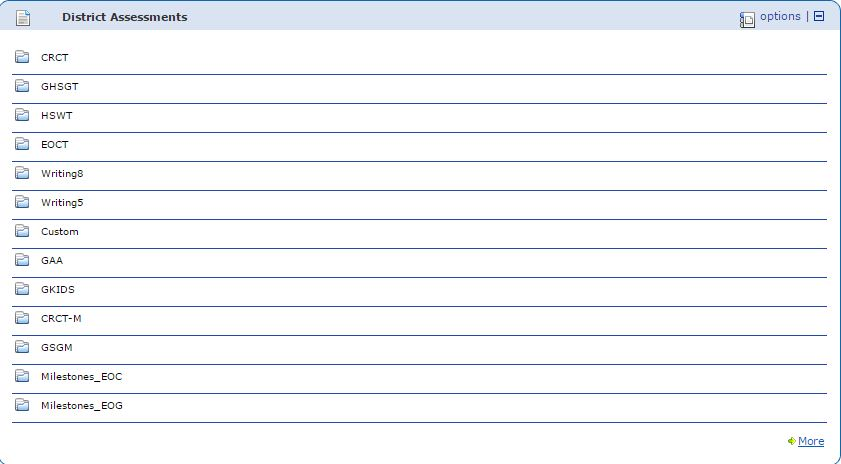 District Assessments
options |
CRCT
GHSGT
HSWT
EOCT
Writing8
Writing5
Custom
GAA
GKIDS
CRCT-M
GSGM
Milestones_EOC
Milestones_EOG
More